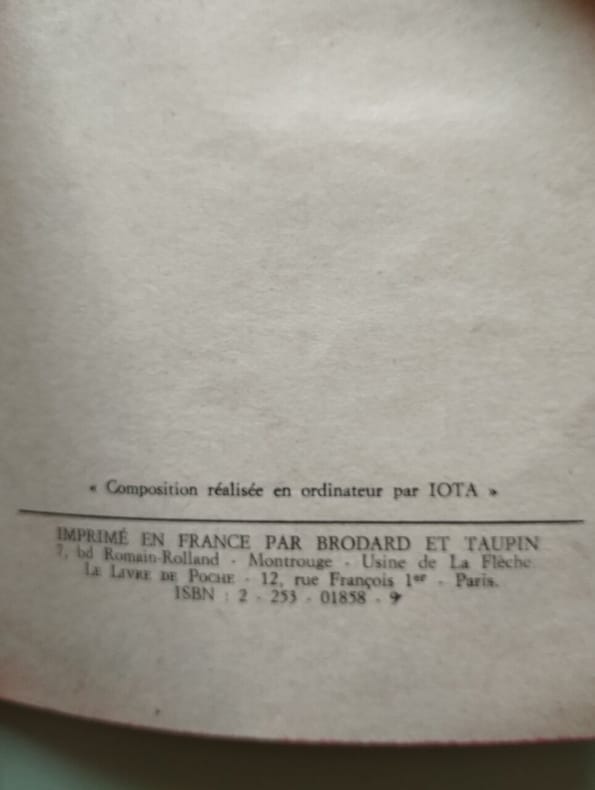 « Composition réalisée en ordinateur par IOTA »
IMPRIMÉ EN FRANCE PAR BRODARD ET TAUPIN
7, bd Romain-Rolland - Montrouge - Usine de La Flèche.
LE LIVRE DE POCHE - 12, rue François 1er - Paris.
ISBN : 2 - 253 - 01858 - 9